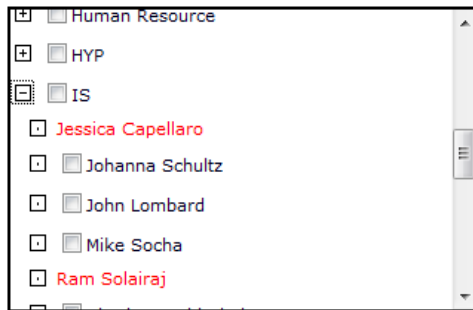 Human Resource
HYP
IS
Jessica Capellaro
Johanna Schultz
John Lombard
Mike Socha
Ram Solairaj